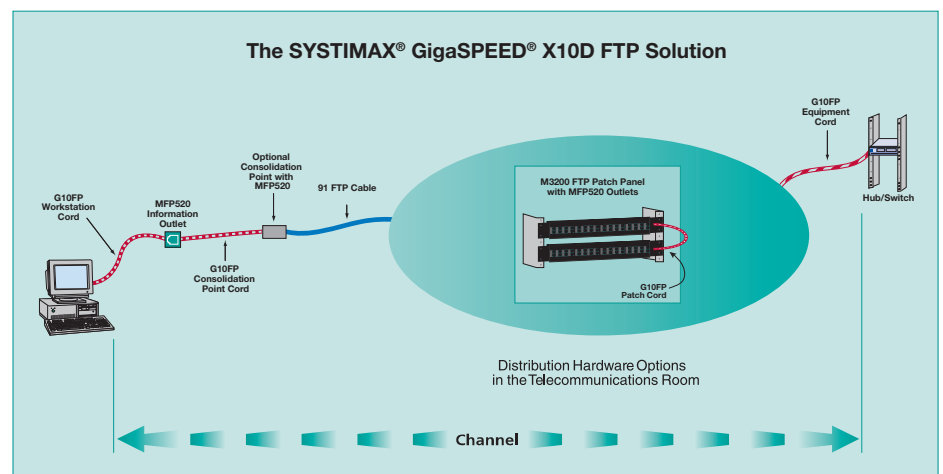 The SYSTIMAX® GigaSPEED® X10D FTP Solution
G10FP
Equipment
Cord
Optional
Consolidation
Point with
MFP520
91 FTP Cable
M3200 FTP Patch Panel
with MFP520 Outlets
Hub/Switch
G10FP
Workstation
Cord
MFP520
Information
Outlet
G10FP
Consolidation
Point Cord
G10FP
Patch Cord
Distribution Hardware Options
in the Telecommunications Room
Channel